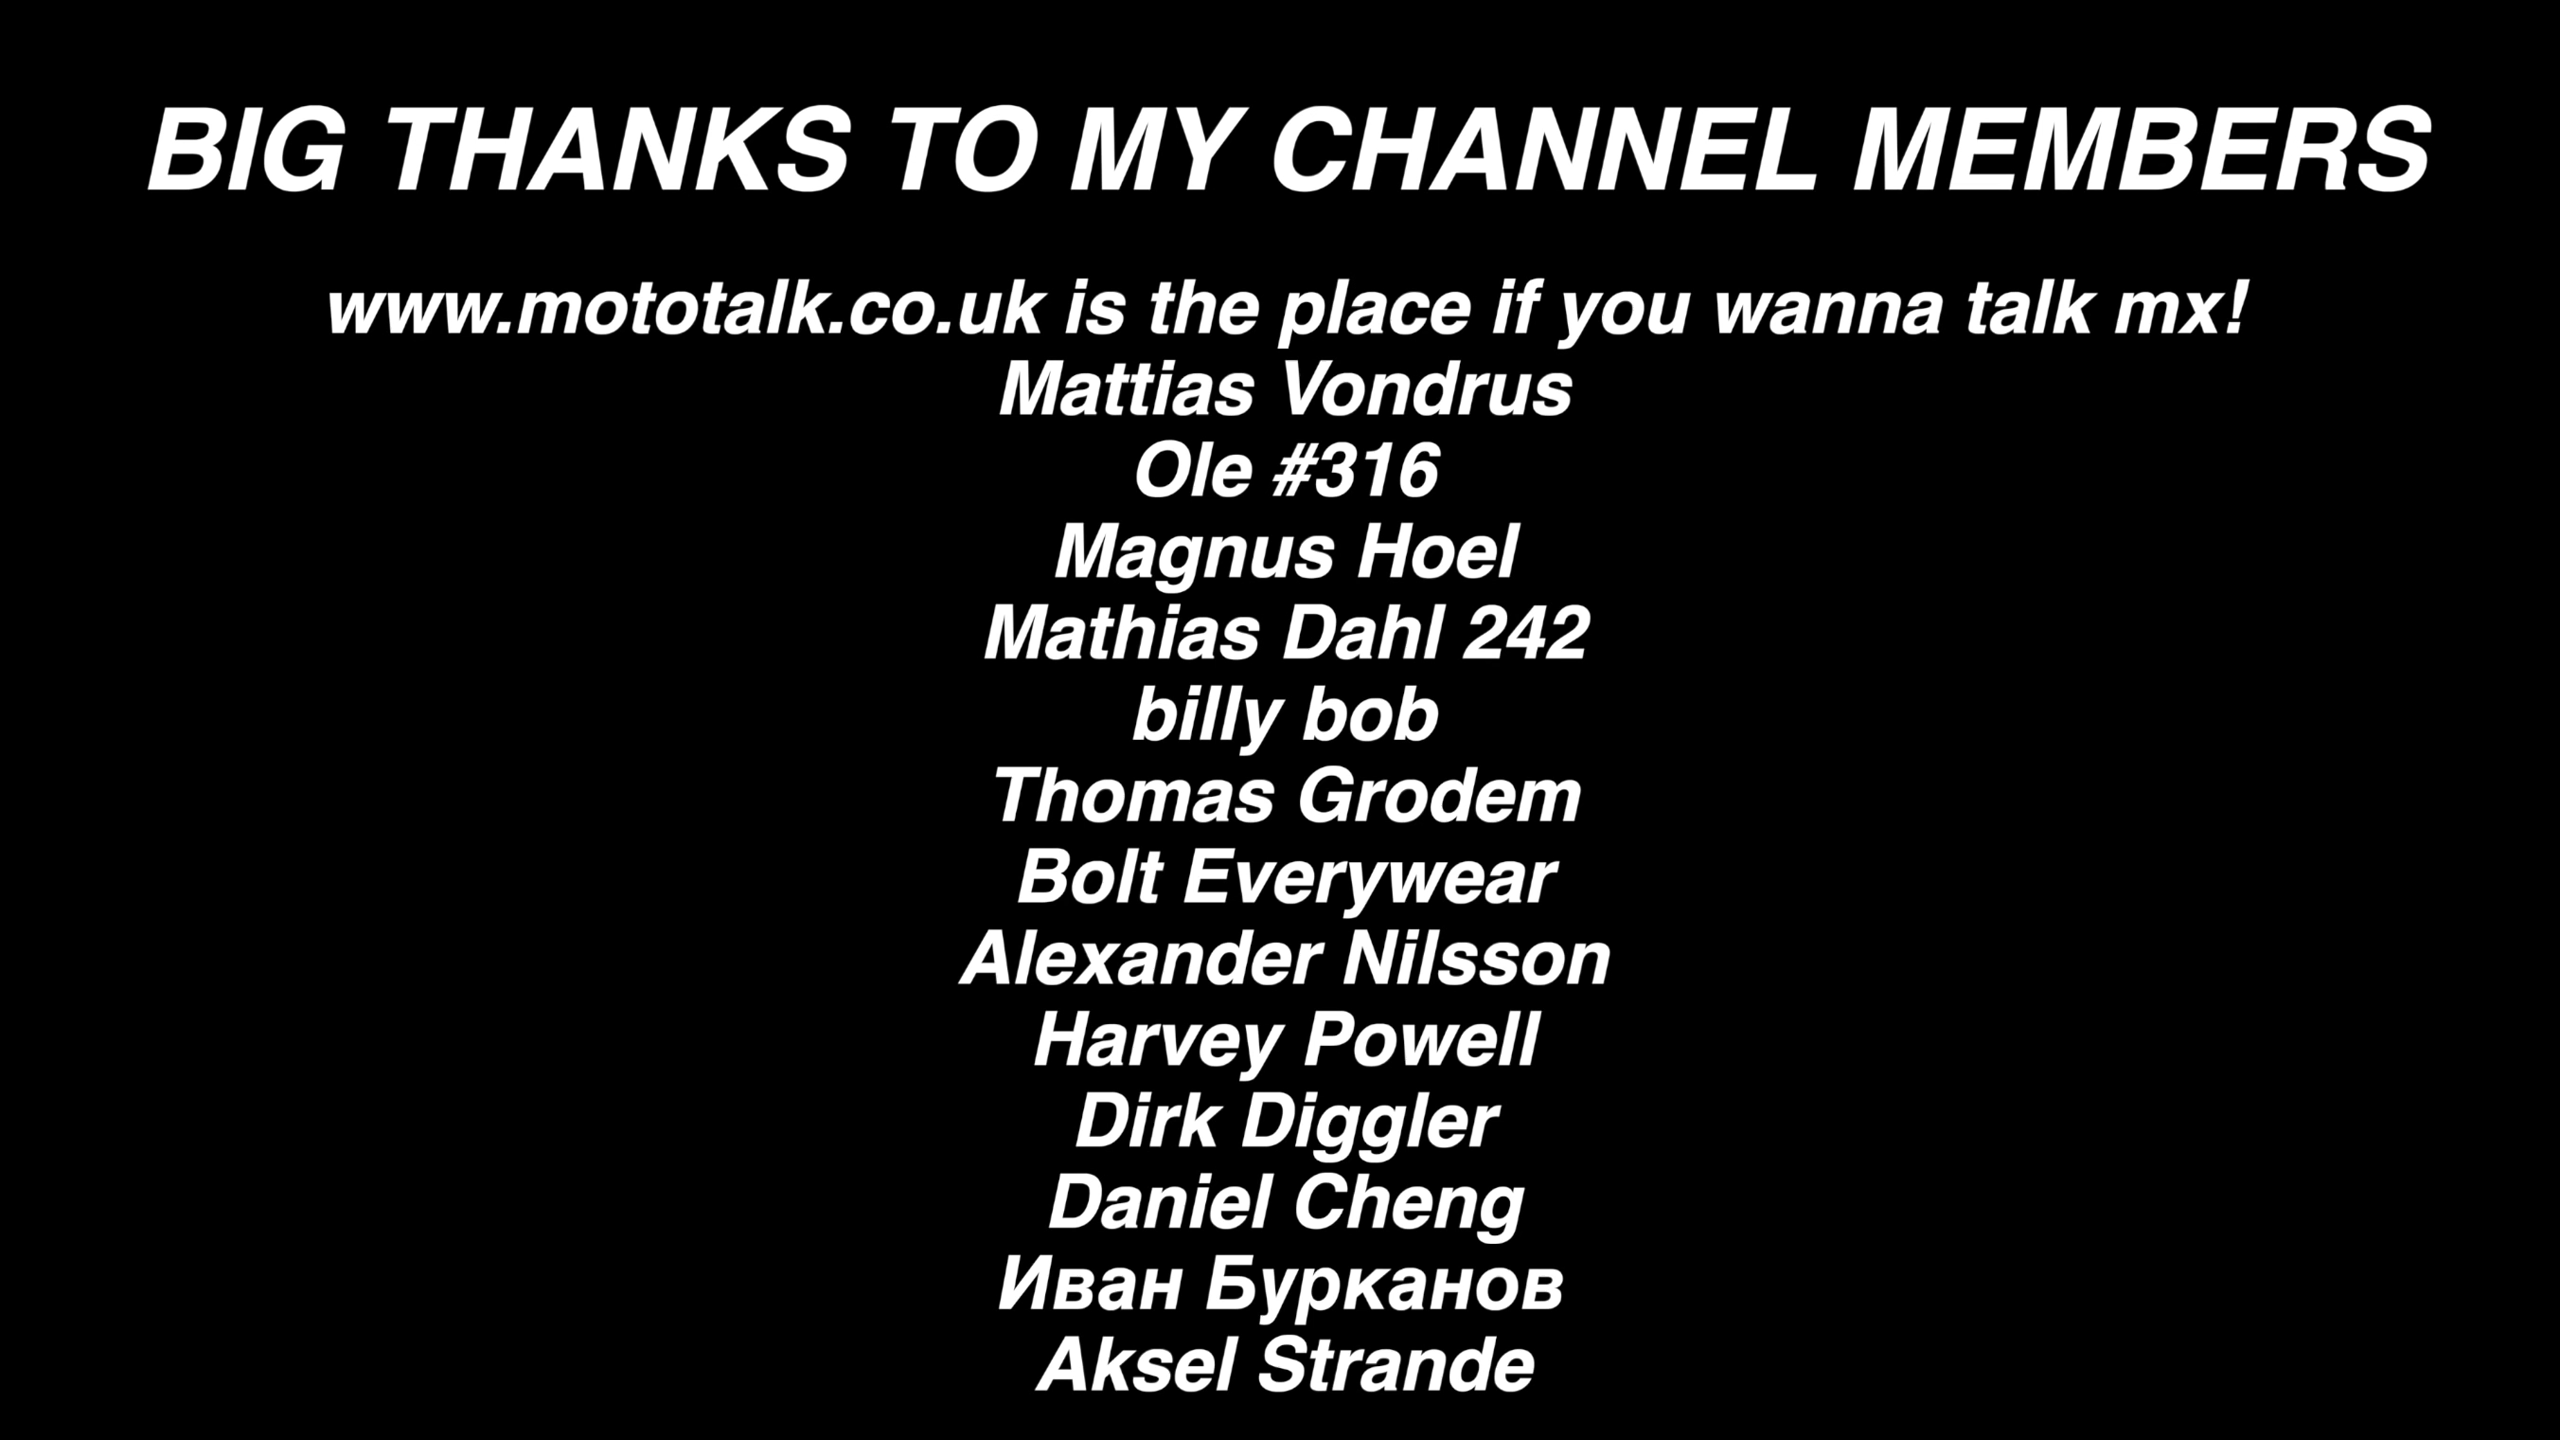 BIG THANKS TO MY CHANNEL MEMBERS
www.mototalk.co.uk is the place if you wanna talk mx!
Mattias Vondrus
Ole #316
Magnus Hoel
Mathias Dahl 242
billy bob
Thomas Grodem
Bolt Everywear
Alexander Nilsson
Harvey Powell
Dirk Diggler
Daniel Cheng
Иван Бурканов
Aksel Strande